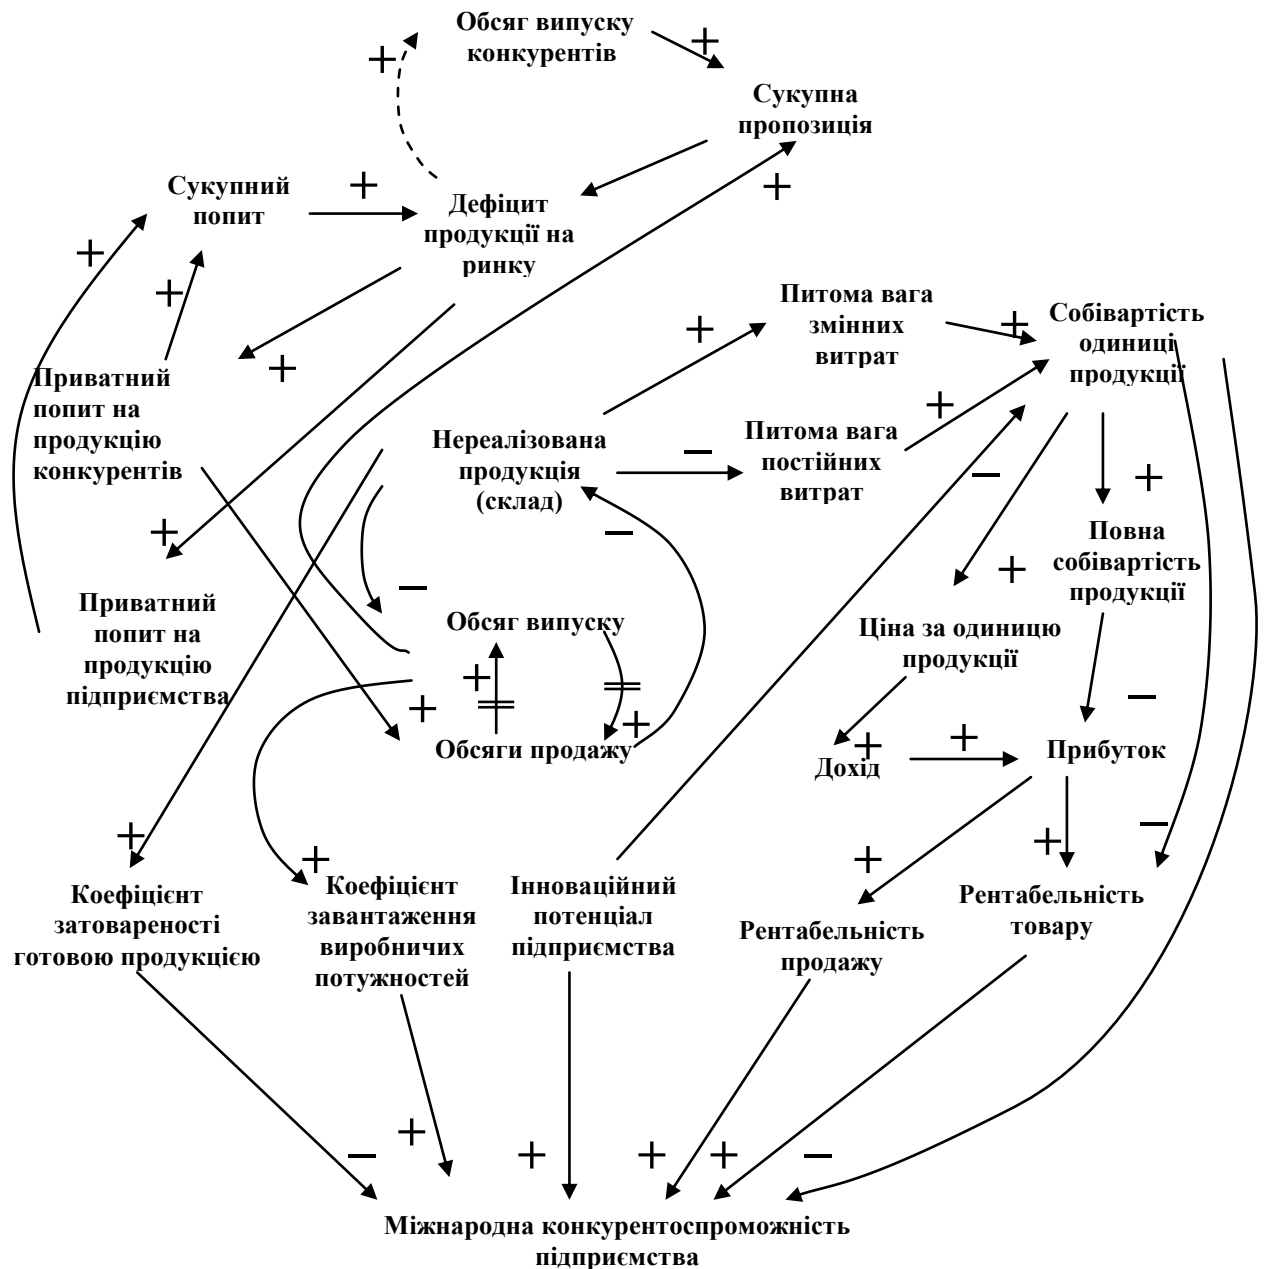 Обсяг випуску
конкурентів
Сукупна
пропозиція
Сукупний
попит
Дефіцит
продукції на
ринку
Питома вага
змінних
витрат
Собівартість
одиниці
продукції
Приватний
попит на
продукцію
конкурентів
Нереалізована
продукція
(склад)
Питома вага
постійних
витрат
Повна
собівартість
продукції
Приватний
попит на
продукцію
підприємства
Обсяг випуску
Ціна за одиницю
продукції
Обсяги продажу
Дохід
Прибуток
Коефіцієнт
затовареності
готовою продукцією
Коефіцієнт
завантаження
виробничих
потужностей
Інноваційний
потенціал
підприємства
Рентабельність
продажу
Рентабельність
товару
Міжнародна конкурентоспроможність
підприємства